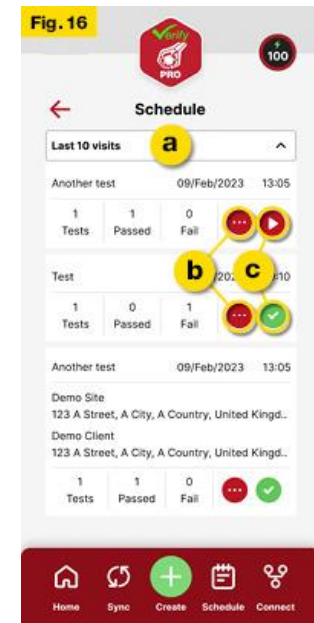 Fig. 16
Verify
PRO
100
Schedule
Last 10 visits
a
Another test 09/Feb/2023 13:05
1 1 0
Tests Passed Fail
b c
Test
1 0 1
Tests Passed Fail
Another test 09/Feb/2023 13:05
Demo Site
123 A Street, A City, A Country, United Kingd..
Demo Client
123 A Street, A City, A Country, United Kingd..
1 1 0
Tests Passed Fail
Home Sync Create Schedule Connect